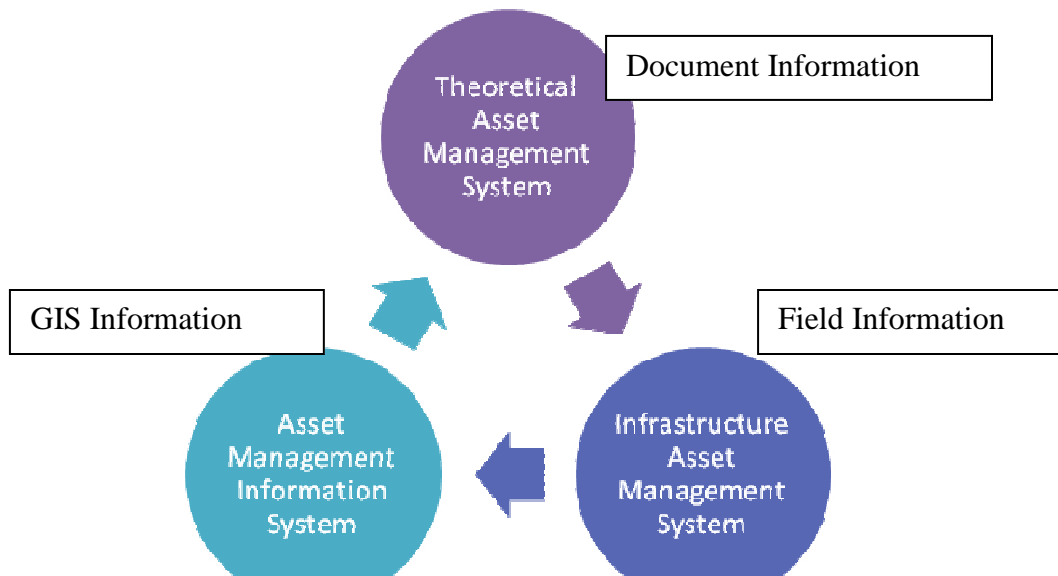 Document Information
Theoretical
Asset
Management
System
GIS Information
Field Information
Asset
Management
Information
System
Infrastructure
Asset
Management
System